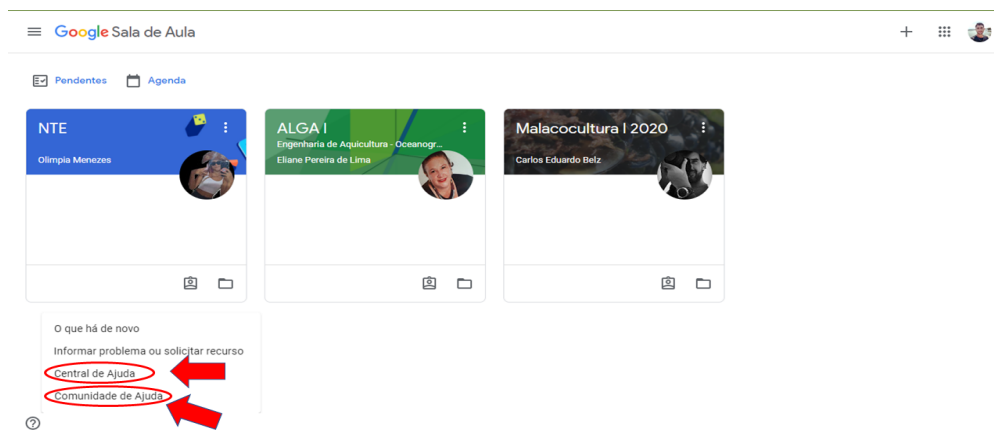 Google Sala de Aula
Pendentes
Agenda
NTE
Olimpia Menezes
ALGA I
Engenharia de Aquicultura - Oceanogr...
Eliane Pereira de Lima
Malacocultura I 2020
Carlos Eduardo Belz
O que há de novo
Informar problema ou solicitar recurso
Central de Ajuda
Comunidade de Ajuda